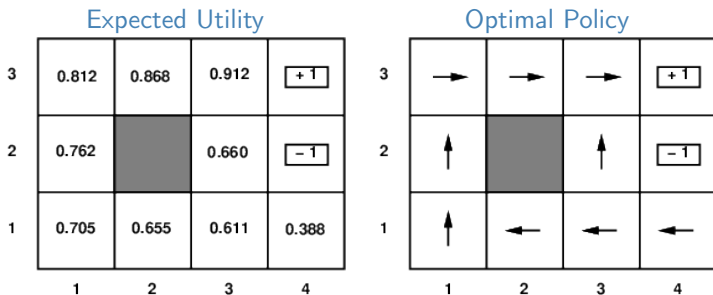 Expected Utility Optimal Policy
3 0.812 0.868 0.912 + 1 3 + 1
2 0.762 0.660 – 1 2 – 1
1 0.705 0.655 0.611 0.388 1
1 2 3 4 1 2 3 4